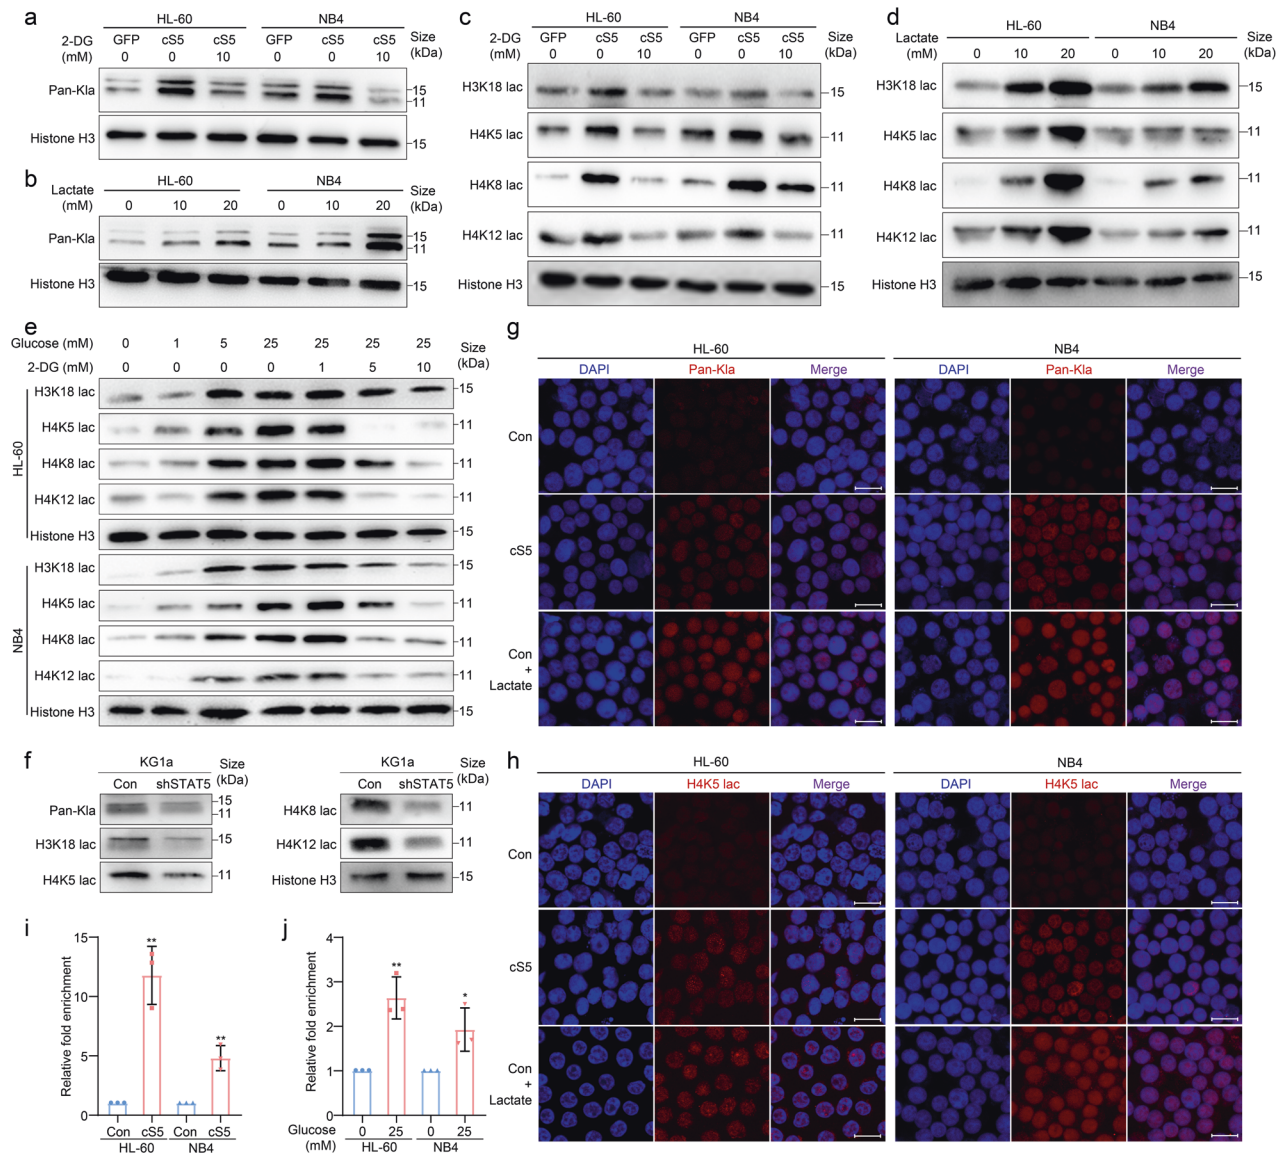 a
HL-60 NB4
2-DG GFP cS5 cS5 GFP cS5 cS5 Size
(mM) 0 0 10 0 0 10 (kDa)
Pan-Kla 15
11
Histone H3 15
b
HL-60 NB4
Lactate Size
(mM) 0 10 20 0 10 20 (kDa)
Pan-Kla 15
11
Histone H3 15
c
HL-60 NB4
2-DG GFP cS5 cS5 GFP cS5 cS5 Size
(mM) 0 0 10 0 0 10 (kDa)
H3K18 lac 15
H4K5 lac 11
H4K8 lac 11
H4K12 lac 11
Histone H3 15
d
HL-60 NB4
Lactate Size
(mM) 0 10 20 0 10 20 (kDa)
H3K18 lac 15
H4K5 lac 11
H4K8 lac 11
H4K12 lac 11
Histone H3 15
e
Glucose (mM) 0 1 5 25 25 25 25 Size
2-DG (mM) 0 0 0 0 1 5 10 (kDa)
HL-60
H3K18 lac 15
H4K5 lac 11
H4K8 lac 11
H4K12 lac 11
Histone H3 15
NB4
H3K18 lac 15
H4K5 lac 11
H4K8 lac 11
H4K12 lac 11
Histone H3 15
f
KG1a Size
Con shSTAT5 (kDa)
Pan-Kla 15
11
H3K18 lac 15
H4K5 lac 11
KG1a Size
Con shSTAT5 (kDa)
H4K8 lac 11
H4K12 lac 11
Histone H3 15
g
HL-60 NB4
DAPI Pan-Kla Merge DAPI Pan-Kla Merge
Con
cS5
Con
+
Lactate
h
HL-60 NB4
DAPI H4K5 lac Merge DAPI H4K5 lac Merge
Con
cS5
Con
+
Lactate
i
Relative fold enrichment
15
10
5
0
**
**
Con cS5 Con cS5
HL-60 NB4
j
Relative fold enrichment
4
3
2
1
0
**
*
Glucose 0 25 0 25
(mM) HL-60 NB4